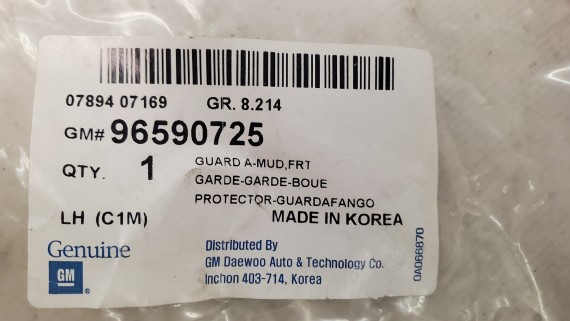 07894 07169 GR. 8.214
GM# 96590725
QTY. 1 GUARD A-MUD,FRT
GARDE-GARDE-BOUE
PROTECTOR-GUARDAFANGO
LH (C1M) MADE IN KOREA
Genuine
GM ®
Distributed By
GM Daewoo Auto & Technology Co.
Inchon 403-714, Korea
0A066870